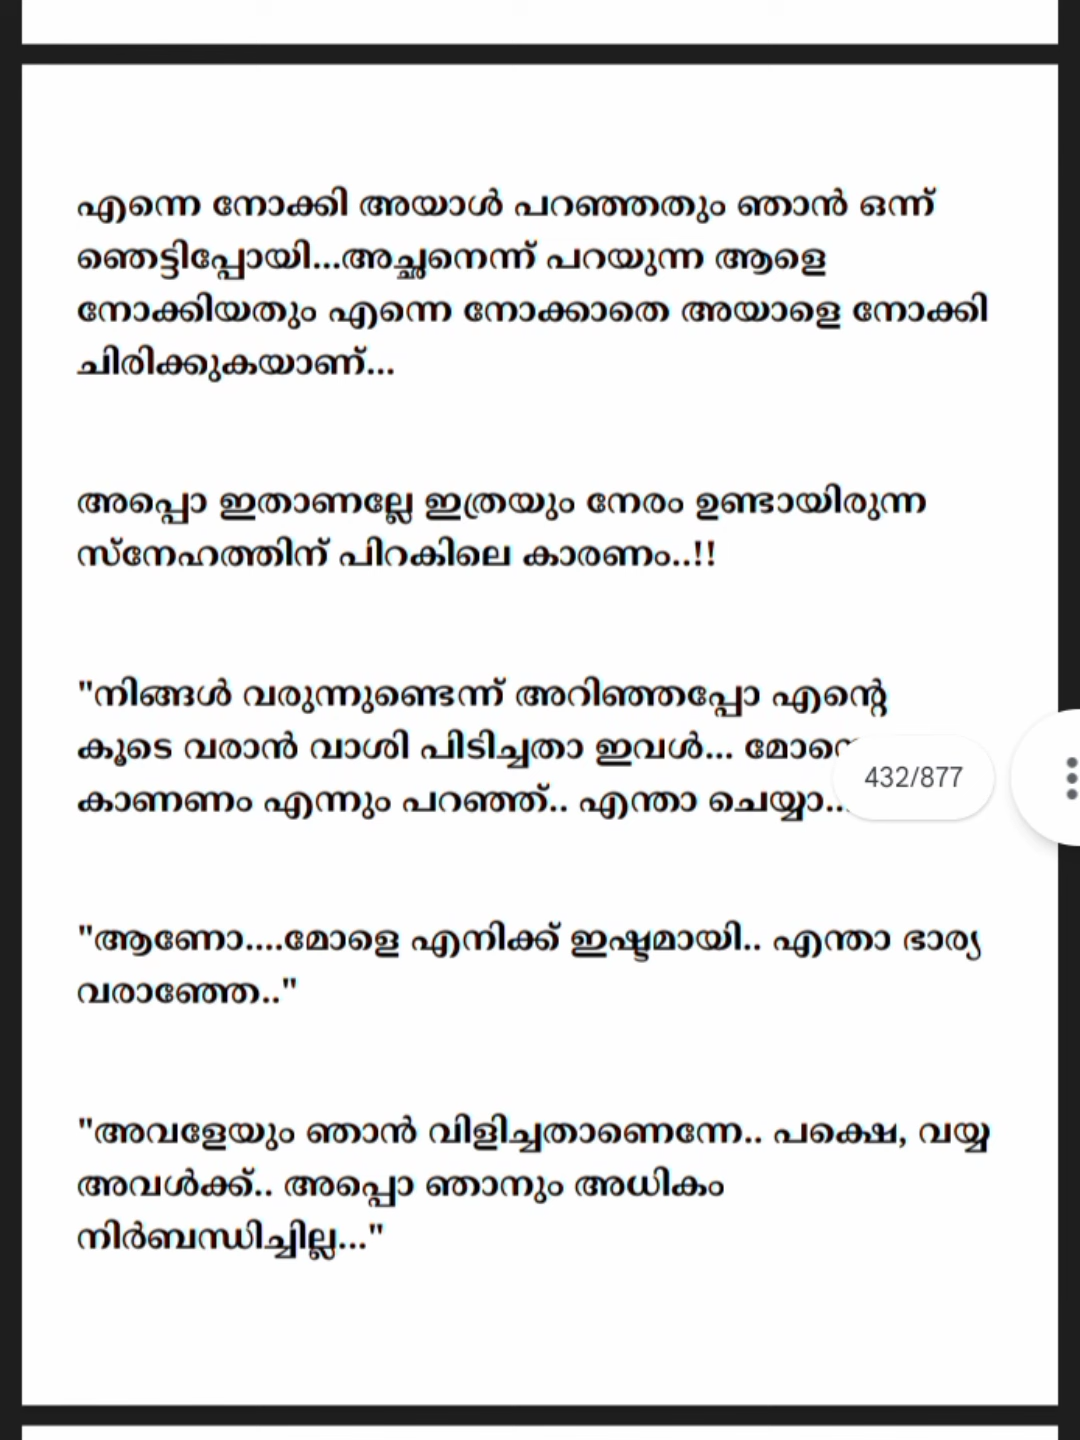 എന്നെ നോക്കി അയാൾ പറഞ്ഞതും ഞാൻ ഒന്ന്
ഞെട്ടിപ്പോയി...അച്ഛനെന്ന് പറയുന്ന ആളെ
നോക്കിയതും എന്നെ നോക്കാതെ അയാളെ നോക്കി
ചിരിക്കുകയാണ്...
അപ്പൊ ഇതാണല്ലേ ഇത്രയും നേരം ഉണ്ടായിരുന്ന
സ്നേഹത്തിന് പിറകിലെ കാരണം..!!
"നിങ്ങൾ വരുന്നുണ്ടെന്ന് അറിഞ്ഞപ്പോ എന്റെ
കൂടെ വരാൻ വാശി പിടിച്ചതാ ഇവൾ...
432/877
കാണണം എന്നും പറഞ്ഞ്.. എന്താ ചെയ്യാ..
"ആണോ....മോളെ എനിക്ക് ഇഷ്ടമായി.. എന്താ ഭാര്യ
വരാഞ്ഞേ.."
"അവളേയും ഞാൻ വിളിച്ചതാണെന്നേ.. പക്ഷെ, വയ്യ
അവൾക്ക്.. അപ്പൊ ഞാനും അധികം
നിർബന്ധിച്ചില്ല..."